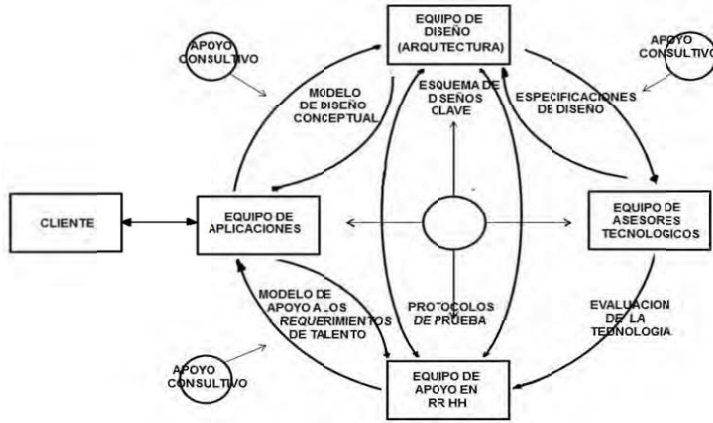 EQUIPO DE
DISEÑO
(ARQUTECTURA)
APOYO
CONSULTIVO
APOYO
CONSULTIVO
MODELO
DE DISEÑO
CONCEPTUAL
ESQUEMA DE
DISEÑOS
CLAVE
ESPECIFICACIONES
DE DISEÑO
CLIENTE
EQUIPO DE
APLICACIONES
EQUIPO DE
ASESORES
TECNOLOGICOS
MODELO DE
APOYO A LOS
REQUERIMIENTOS
DE TALENTO
PROTOCOLOS
DE PRUEBA
EVALUACION
DE LA
TEDNOLOGIA
APOYO
CONSULTIVO
EQUIPO DE
APOYO EN
RR HH